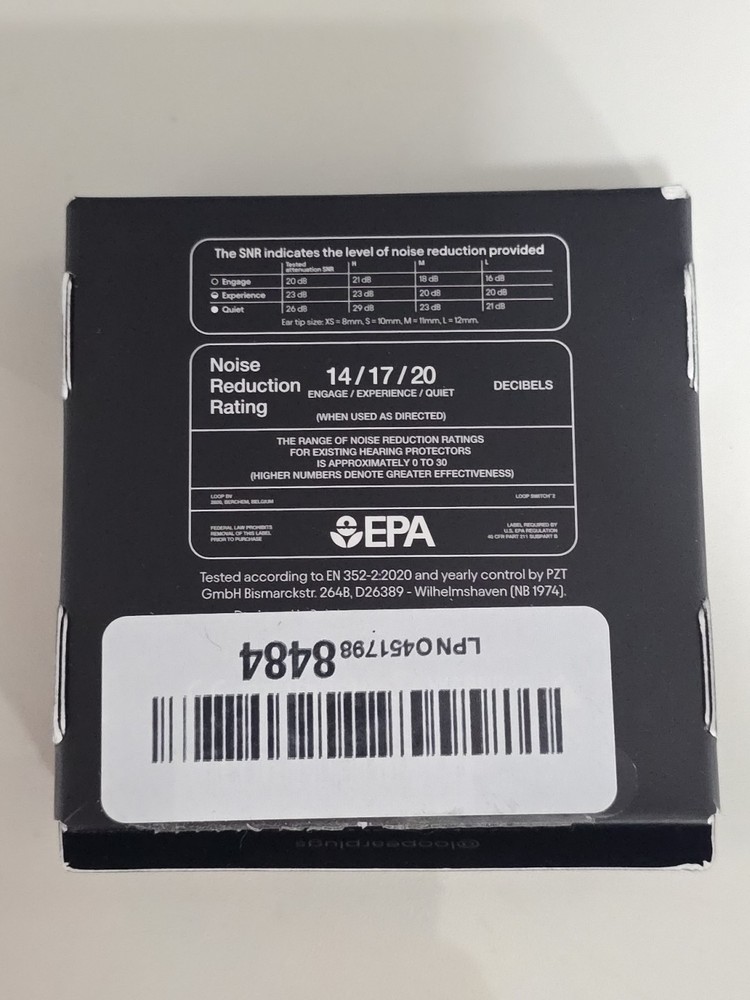 The SNR indicates the level of noise reduction provided
Tested attenuation SNR H M L
Engage 20 dB 21 dB 18 dB 16 dB
Experience 23 dB 23 dB 20 dB 20 dB
Quiet 26 dB 29 dB 23 dB 21 dB
Ear tip size: XS = 8mm, S = 10mm, M = 11mm, L = 12mm.
Noise Reduction Rating
14 / 17 / 20
ENGAGE / EXPERIENCE / QUIET
(WHEN USED AS DIRECTED)
DECIBELS
THE RANGE OF NOISE REDUCTION RATINGS
FOR EXISTING HEARING PROTECTORS
IS APPROXIMATELY 0 TO 30
(HIGHER NUMBERS DENOTE GREATER EFFECTIVENESS)
LOOP BV
2600, BERCHEM, BELGIUM
LOOP SWITCH™ 2
FEDERAL LAW PROHIBITS
REMOVAL OF THIS LABEL
PRIOR TO PURCHASE
EPA
LABEL REQUIRED BY
U.S. EPA REGULATION
40 CFR PART 211 SUBPART B
Tested according to EN 352-2:2020 and yearly control by PZT
GmbH Bismarckstr. 264B, D26389 - Wilhelmshaven (NB 1974).
LPNO4517988484
@loopearplugs